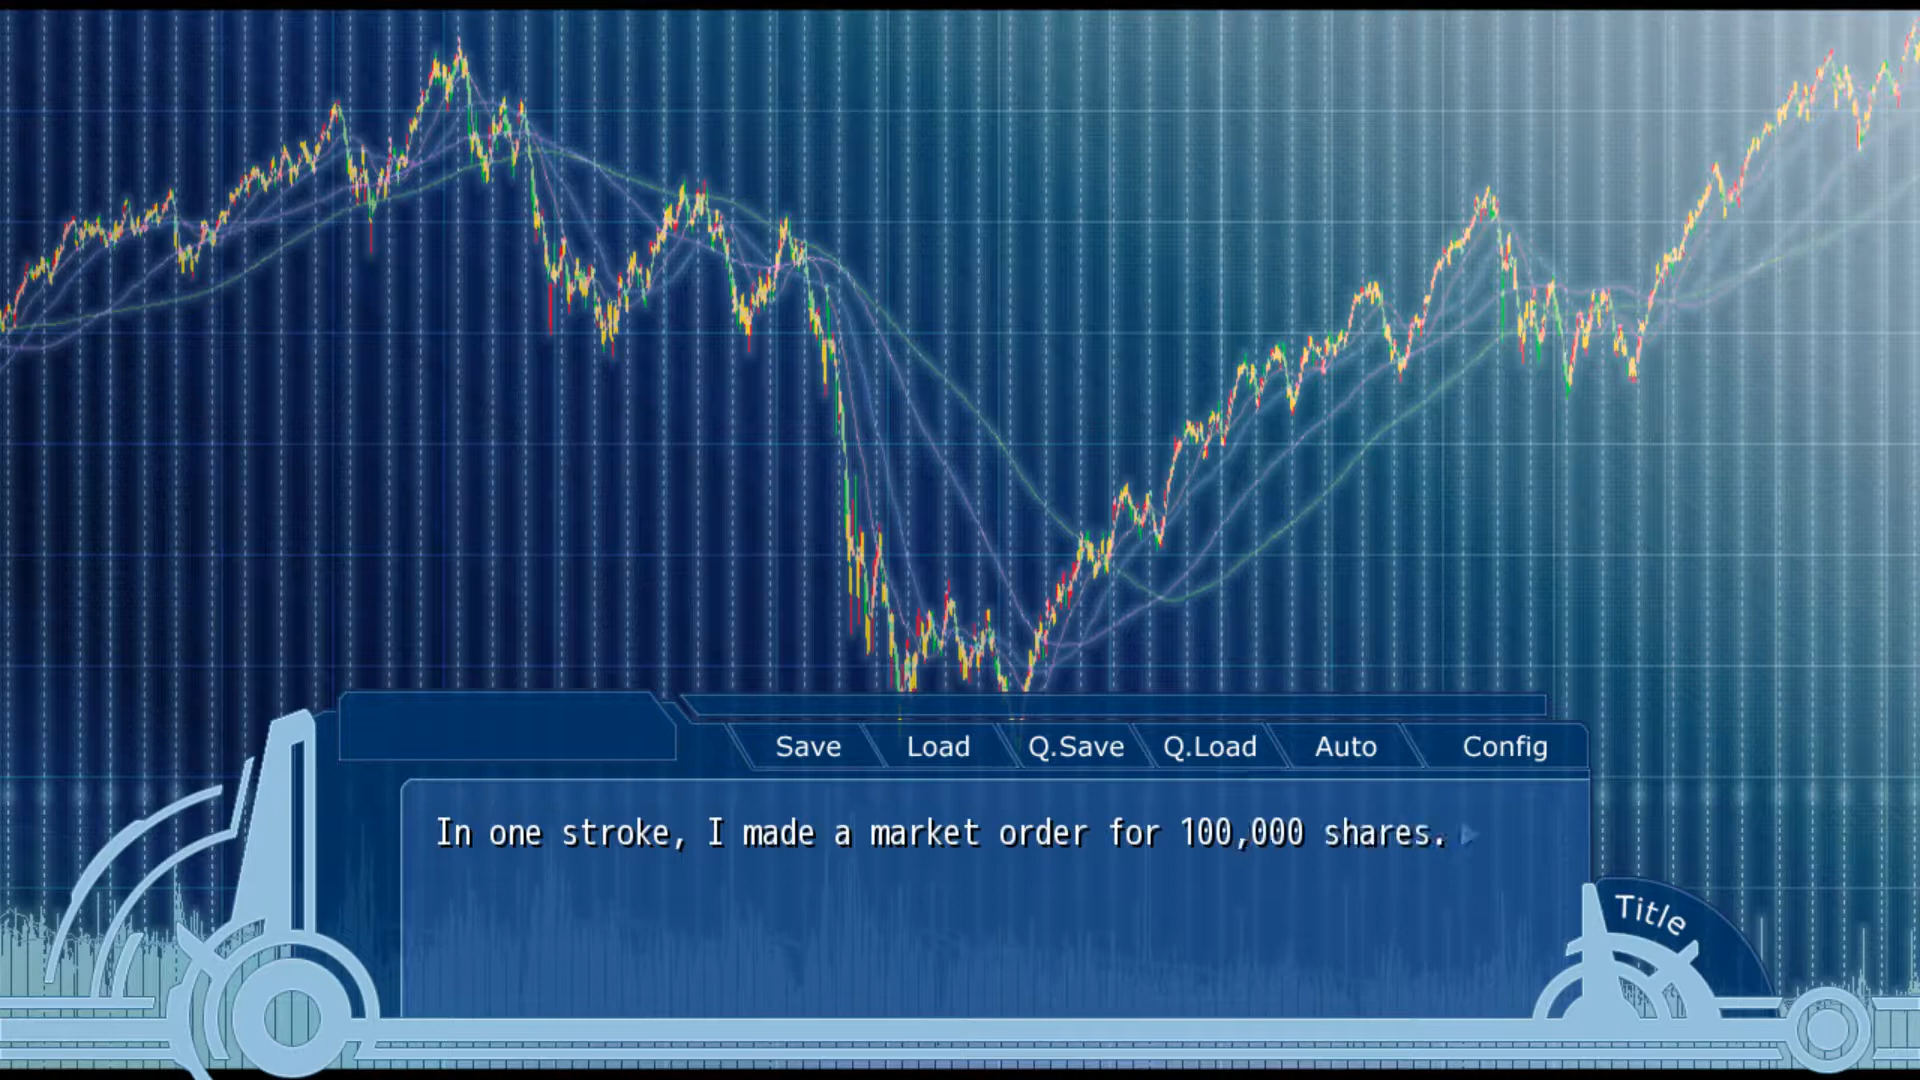 Save Load Q.Save Q.Load Auto Config
In one stroke, I made a market order for 100,000 shares.
Title